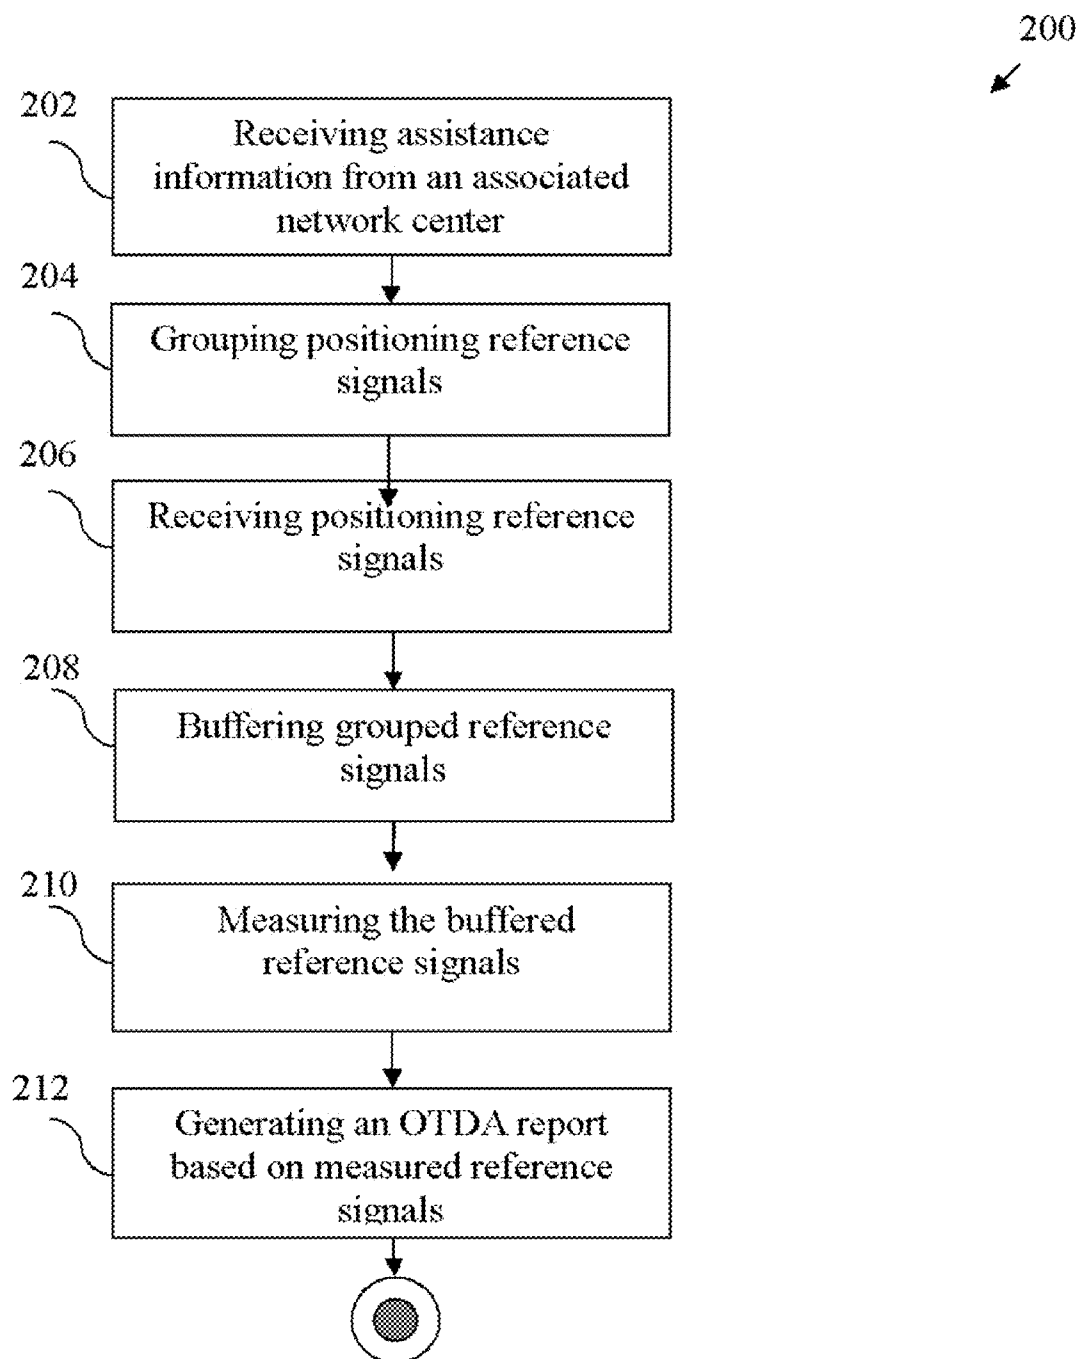 200
202
Receiving assistance
information from an associated
network center
204
Grouping positioning reference
signals
206
Receiving positioning reference
signals
208
Buffering grouped reference
signals
210
Measuring the buffered
reference signals
212
Generating an OTDA report
based on measured reference
signals